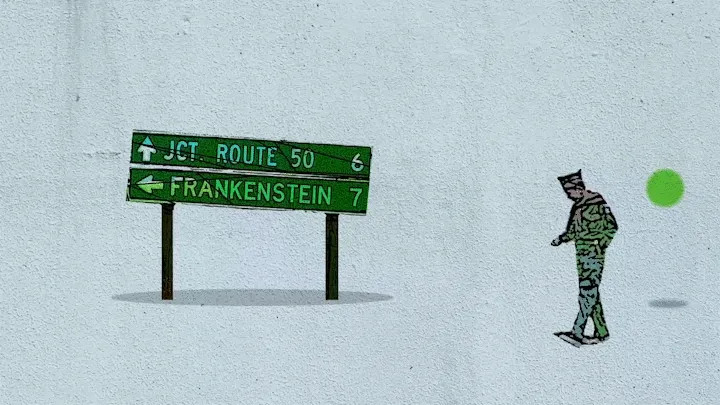 JCT. ROUTE 50 6
FRANKENSTEIN 7